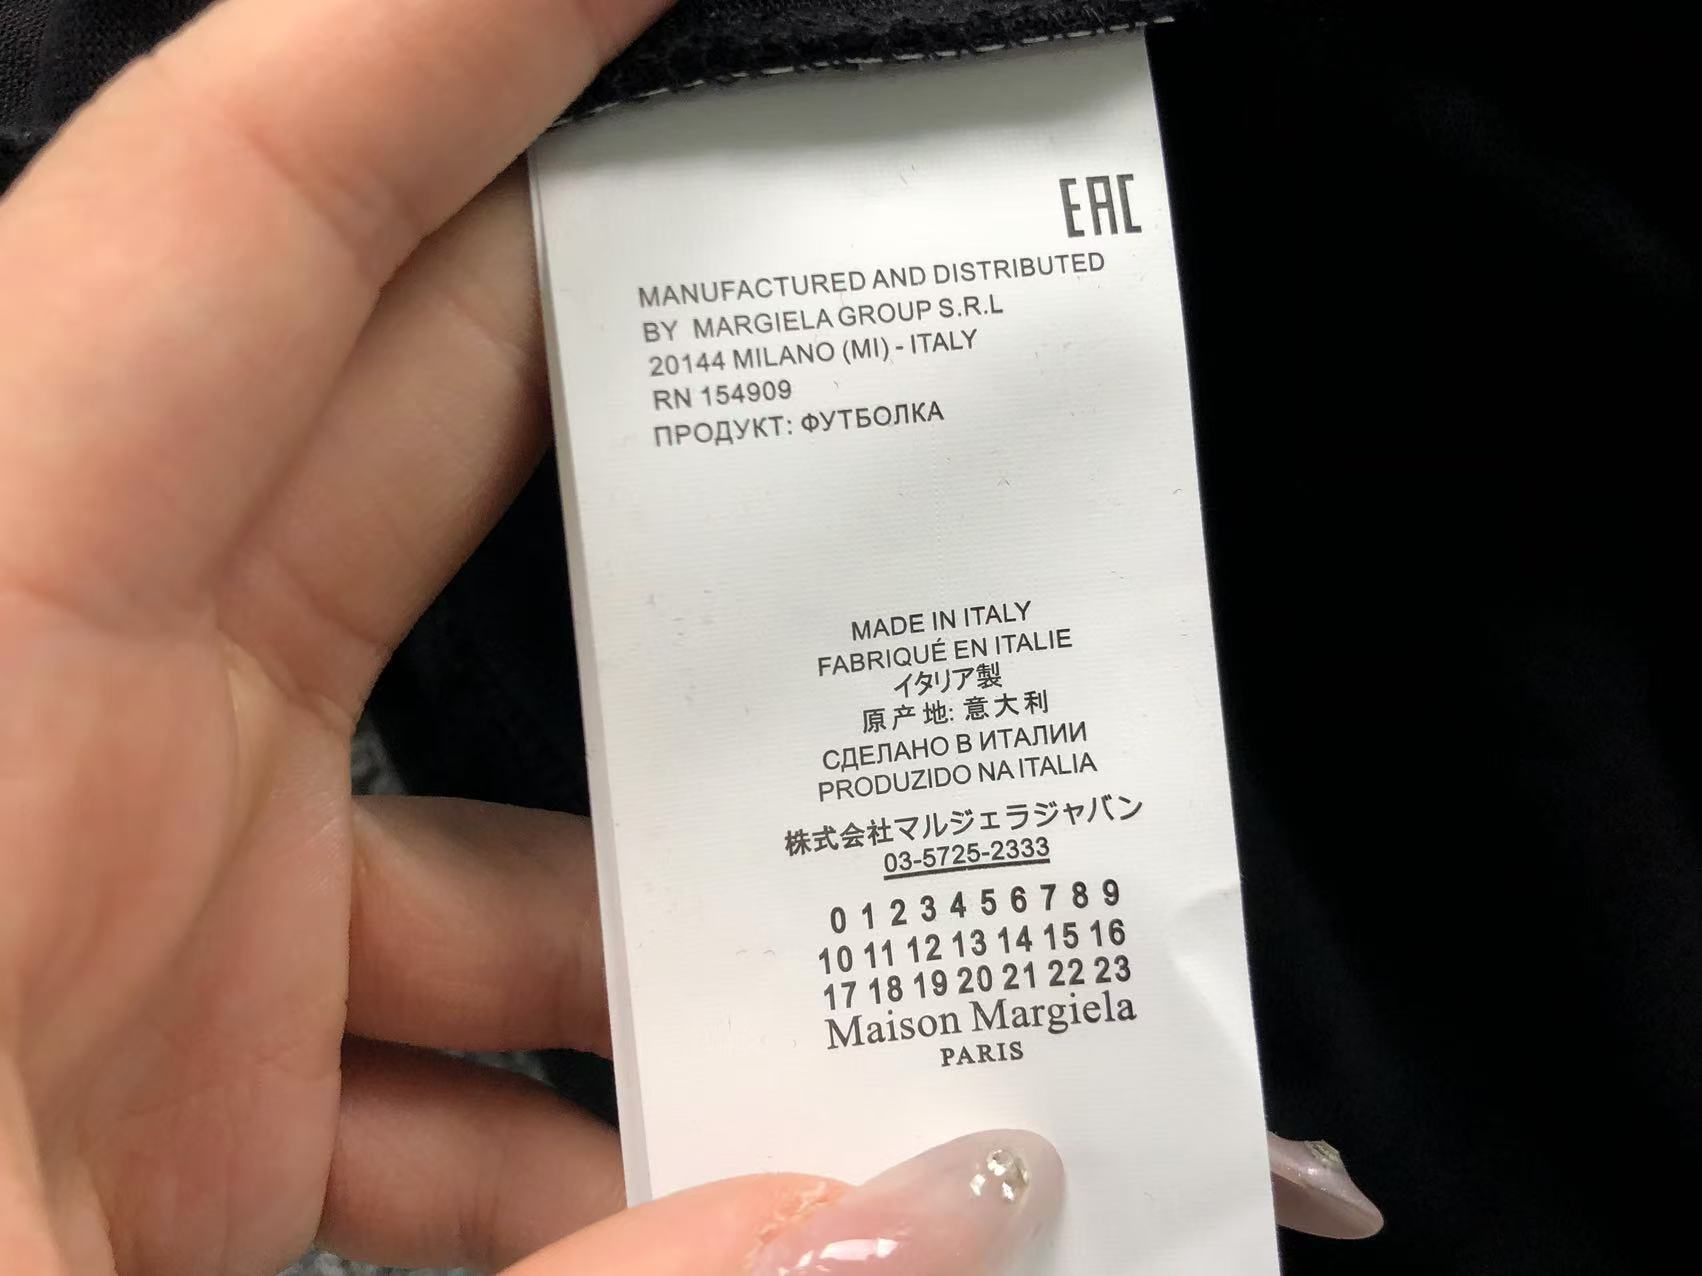 EAC
MANUFACTURED AND DISTRIBUTED
BY MARGIELA GROUP S.R.L
20144 MILANO (MI) - ITALY
RN 154909
ПРОДУКТ: ФУТБОЛКА
MADE IN ITALY
FABRIQUÉ EN ITALIE
イタリア製
原产地: 意大利
СДЕЛАНО В ИТАЛИИ
PRODUZIDO NA ITALIA
株式会社マルジェラジャパン
03-5725-2333
0 1 2 3 4 5 6 7 8 9
10 11 12 13 14 15 16
17 18 19 20 21 22 23
Maison Margiela
PARIS